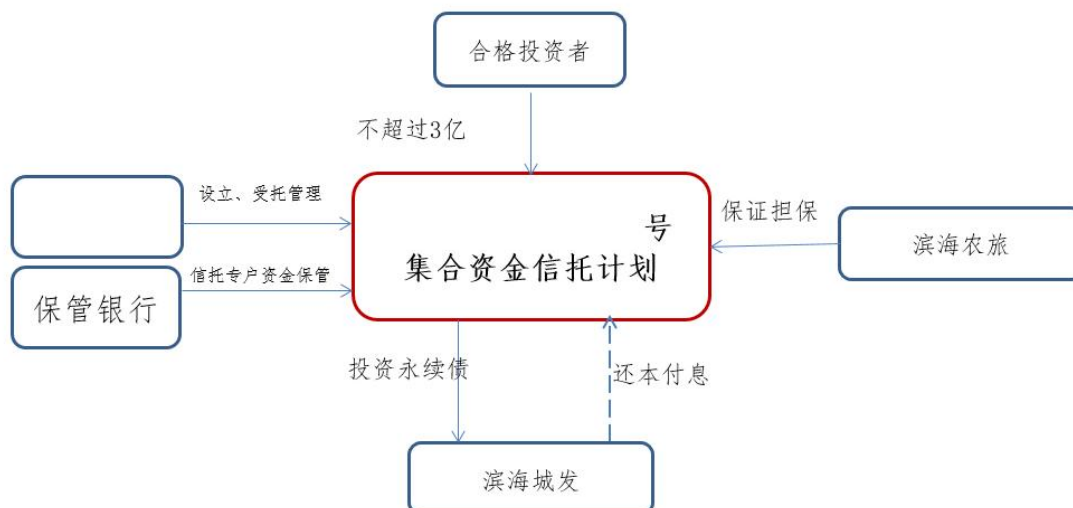 合格投资者
不超过3亿
设立、受托管理
号
集合资金信托计划
保证担保
滨海农旅
信托专户资金保管
保管银行
投资永续债
还本付息
滨海城发